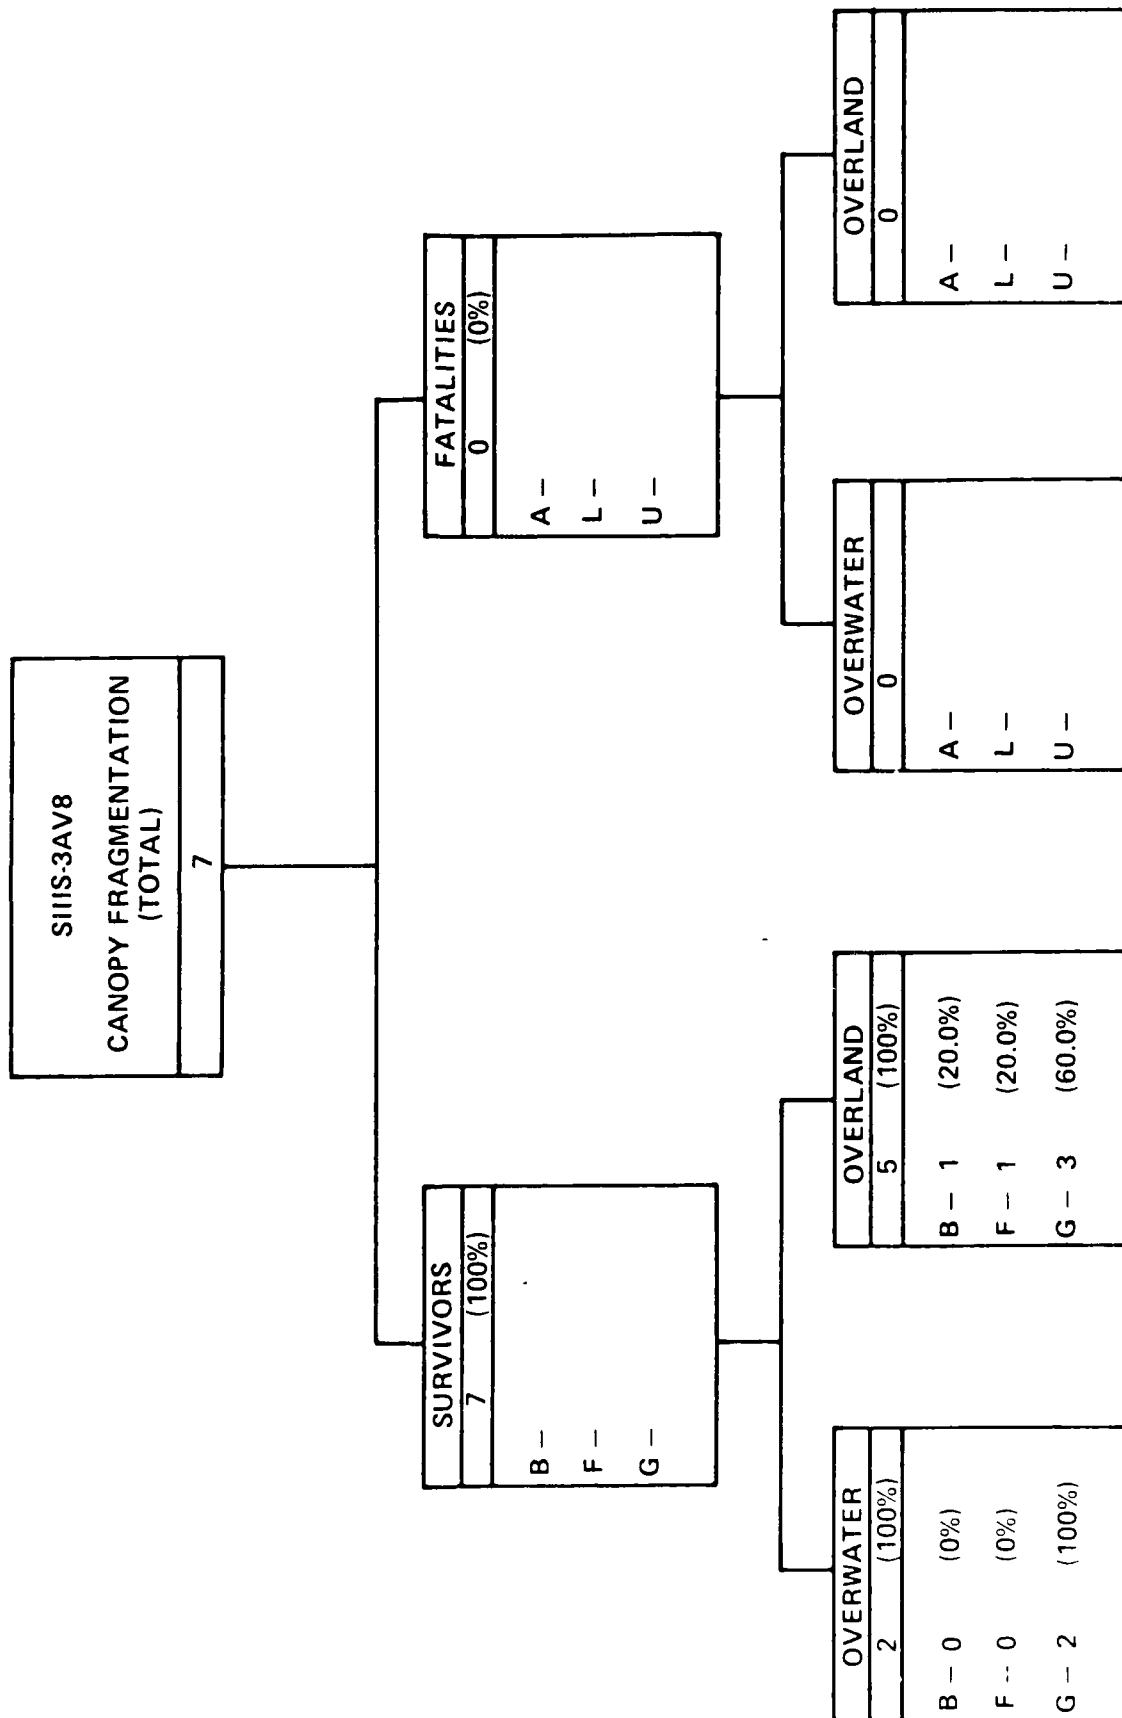 SIIIS-3AV8
CANOPY FRAGMENTATION
(TOTAL)
7
SURVIVORS
7 (100%)
B –
F –
G –
FATALITIES
0 (0%)
A –
L –
U –
OVERWATER
2 (100%)
B – 0 (0%)
F -- 0 (0%)
G – 2 (100%)
OVERLAND
5 (100%)
B – 1 (20.0%)
F – 1 (20.0%)
G – 3 (60.0%)
OVERWATER
0
A –
L –
U –
OVERLAND
0
A –
L –
U –